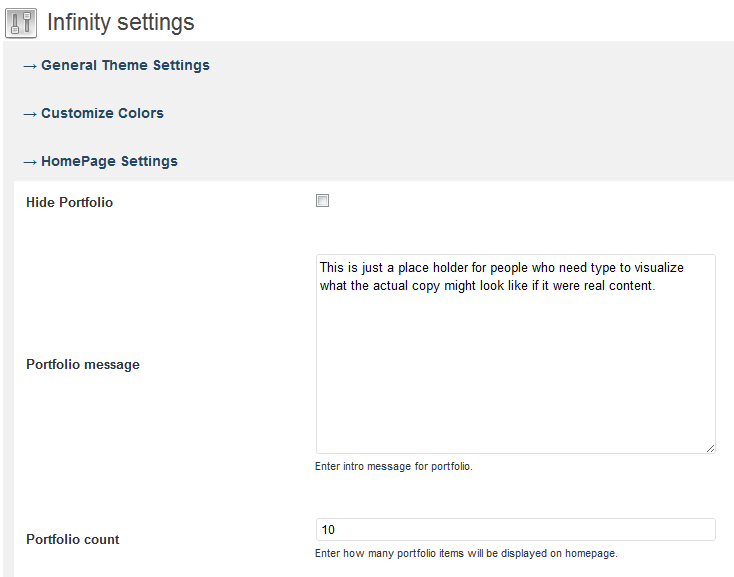 Infinity settings
→ General Theme Settings
→ Customize Colors
→ HomePage Settings
Hide Portfolio
This is just a place holder for people who need type to visualize
what the actual copy might look like if it were real content.
Portfolio message
Enter intro message for portfolio.
10
Portfolio count
Enter how many portfolio items will be displayed on homepage.